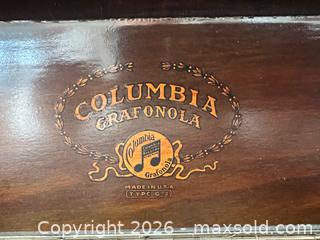 COLUMBIA
GRAFONOLA
Columbia
Grafonola
MADE IN U.S.A.
Copyright 2026 - maxsold.com